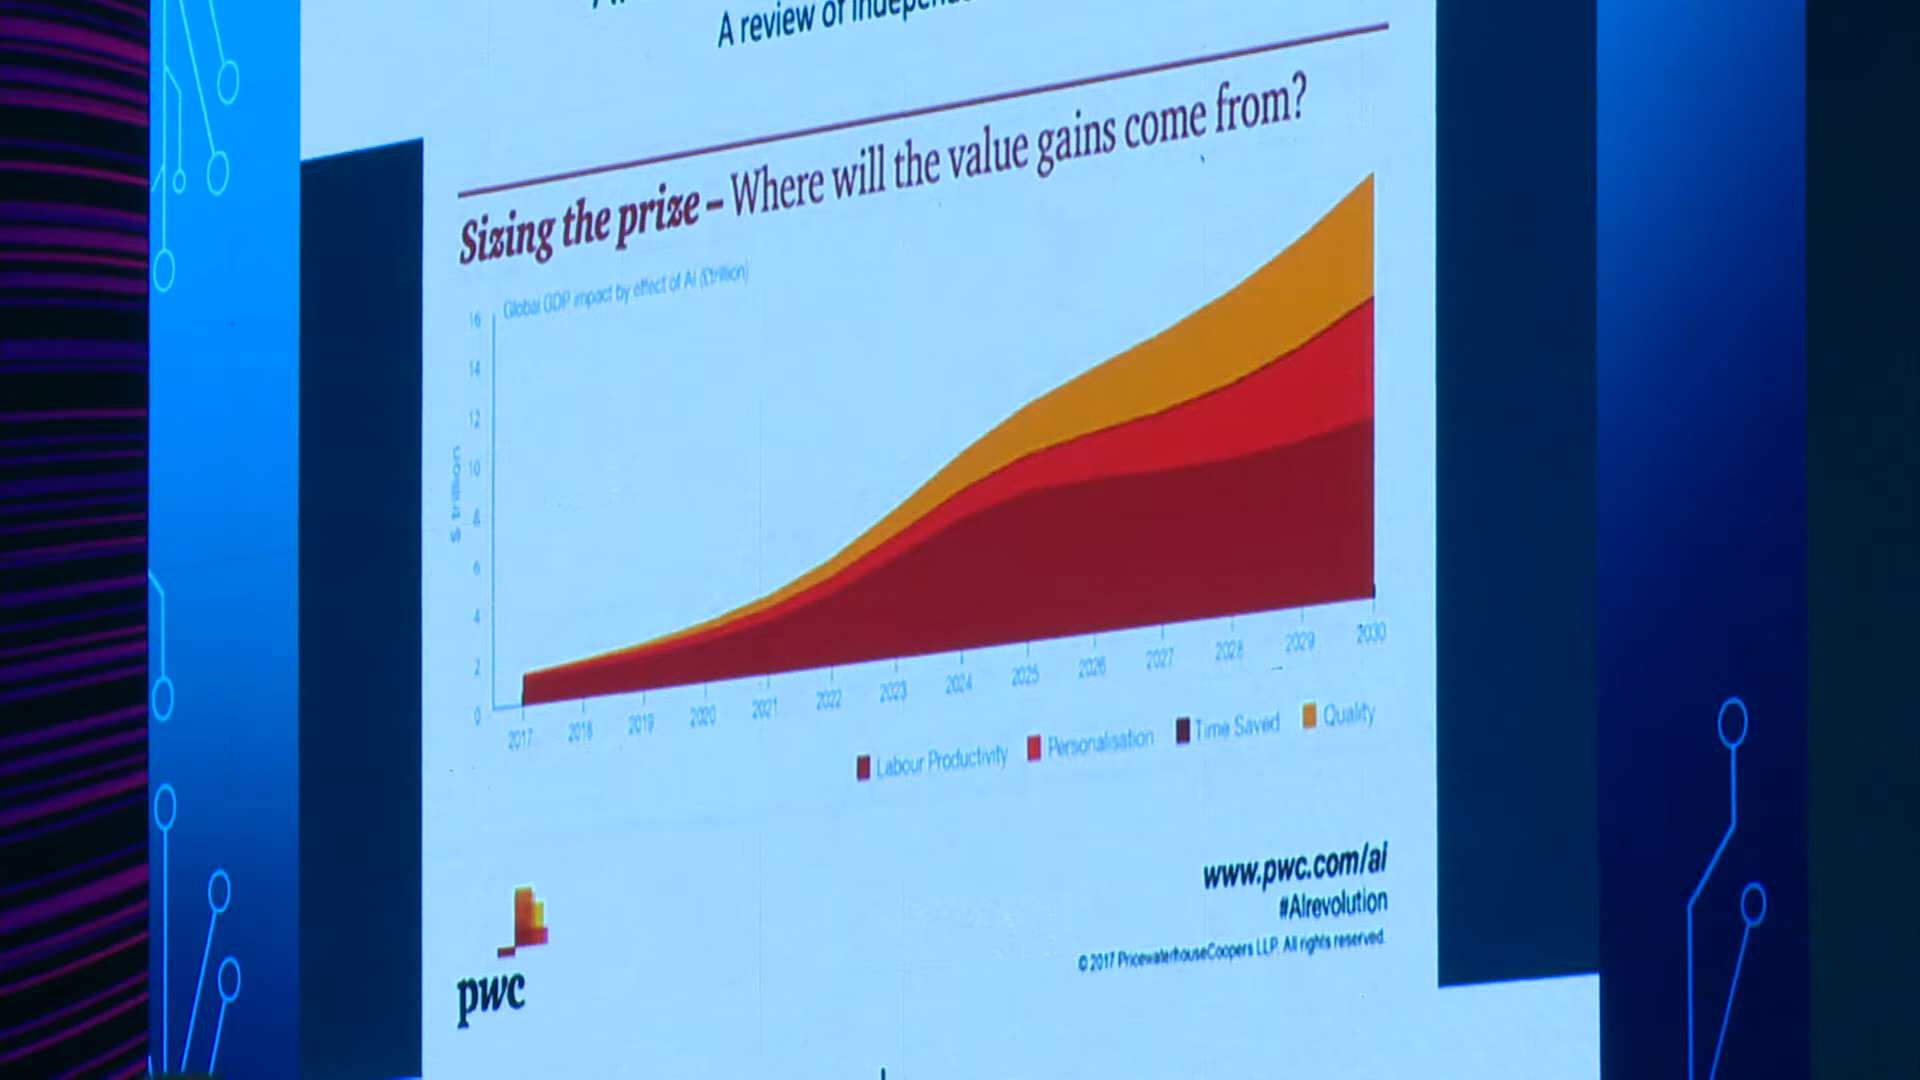 A review of
Sizing the prize – Where will the value gains come from?
Global GDP impact by effect of AI ($trillion)
16
14
12
10
8
6
4
2
0
$ trillion
2017 2018 2019 2020 2021 2022 2023 2024 2025 2026 2027 2028 2029 2030
Labour Productivity Personalisation Time Saved Quality
www.pwc.com/ai
#AIrevolution
© 2017 PricewaterhouseCoopers LLP. All rights reserved.
pwc